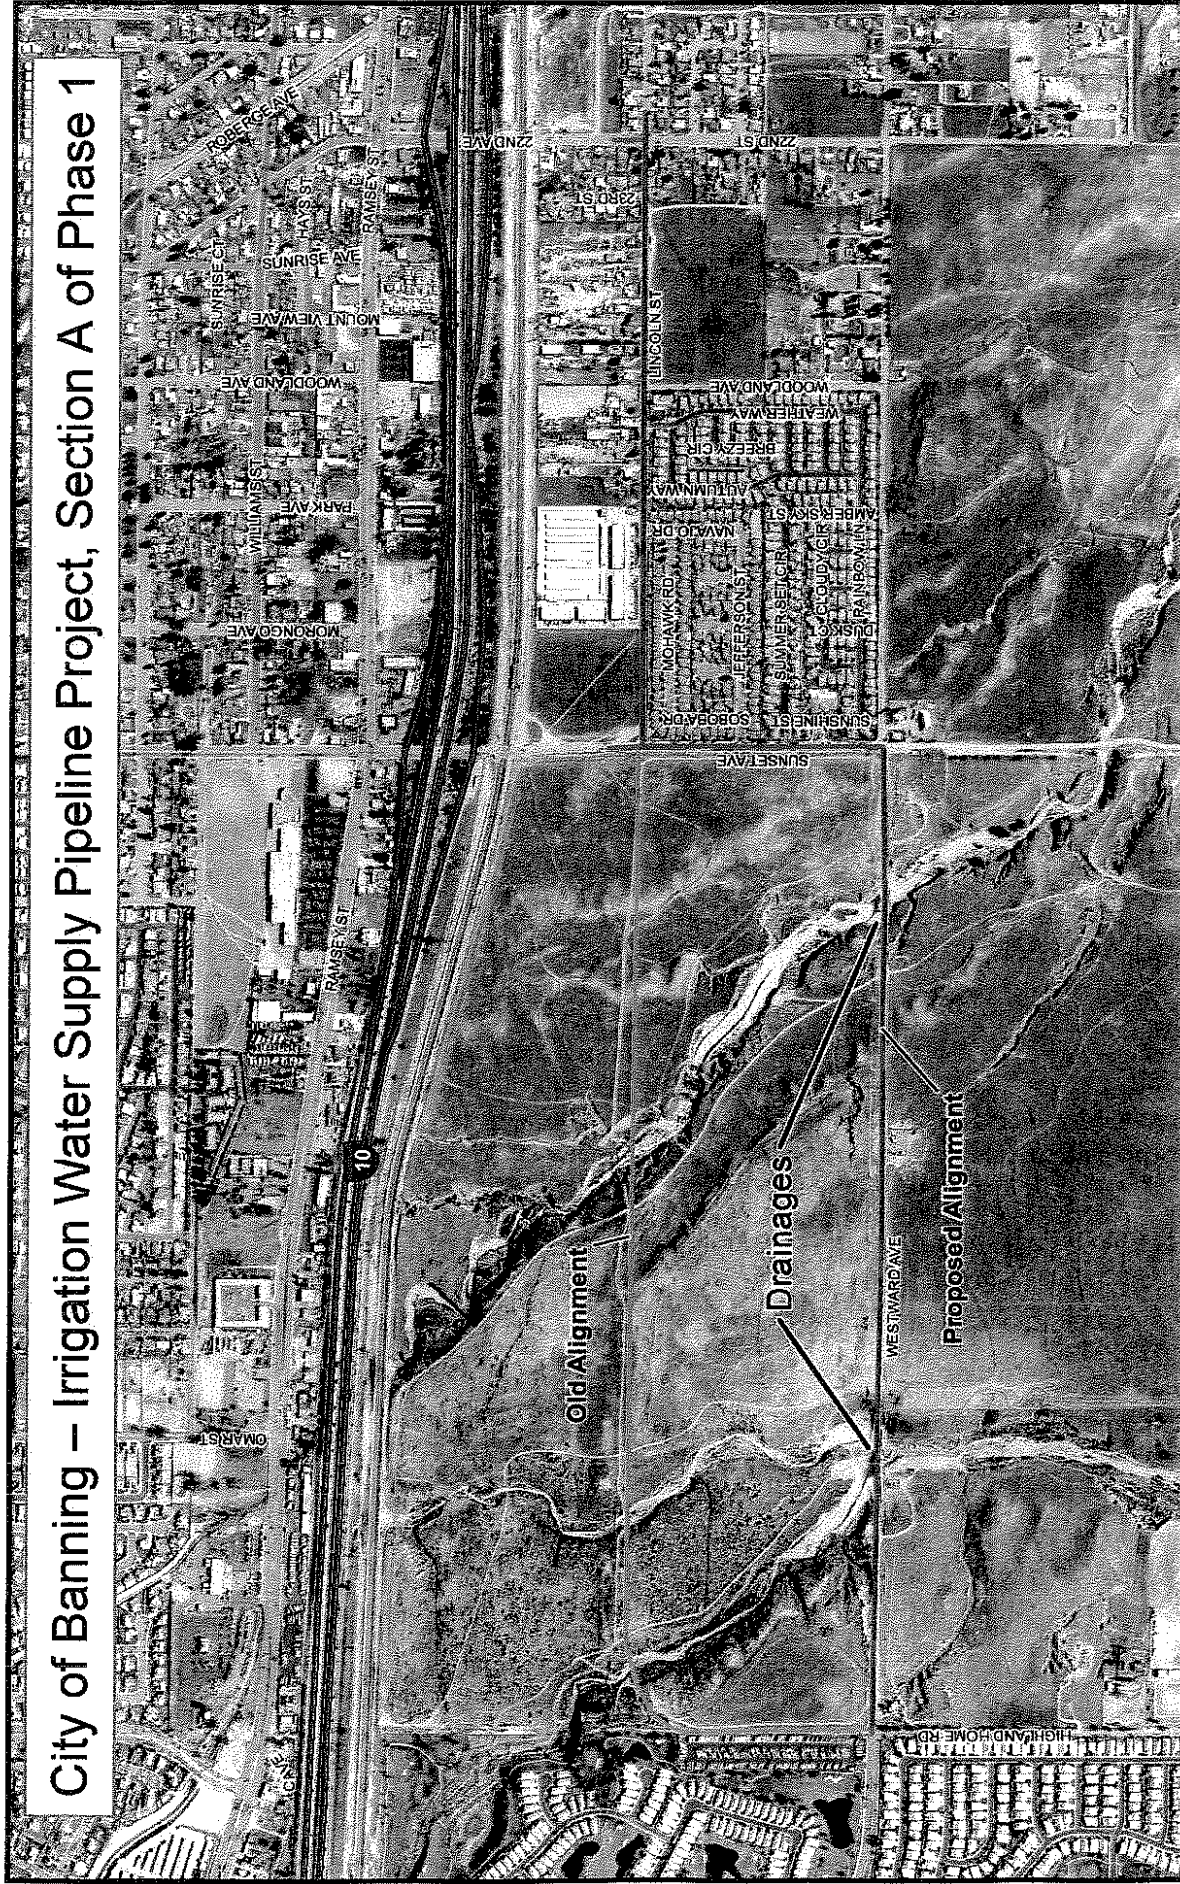 City of Banning – Irrigation Water Supply Pipeline Project, Section A of Phase 1
ROBERGE AVE
SUNRISE CT
HAYS ST
RAMSEY ST
SUNRISE AVE
MOUNT VIEW AVE
WOODLAND AVE
WILLIAMS ST
PARK AVE
MORONGO AVE
RAMSEY ST
OMAR ST
10
22ND AVE
22ND ST
23RD ST
LINCOLN ST
WOODLAND AVE
WEATHER WAY
BREEZY CIR
AUTUMN WAY
AMBER SKY ST
NAVAJO DR
MOHAWK RD
JEFFERSON ST
SUMMERSET CIR
CLOUDY CIR
RAINBOW LN
DUSK CT
SOBOBA DR
SUNSHINE ST
SUNSET AVE
Old Alignment
Drainages
WESTWARD AVE
Proposed Alignment
HIGHLAND HOME RD